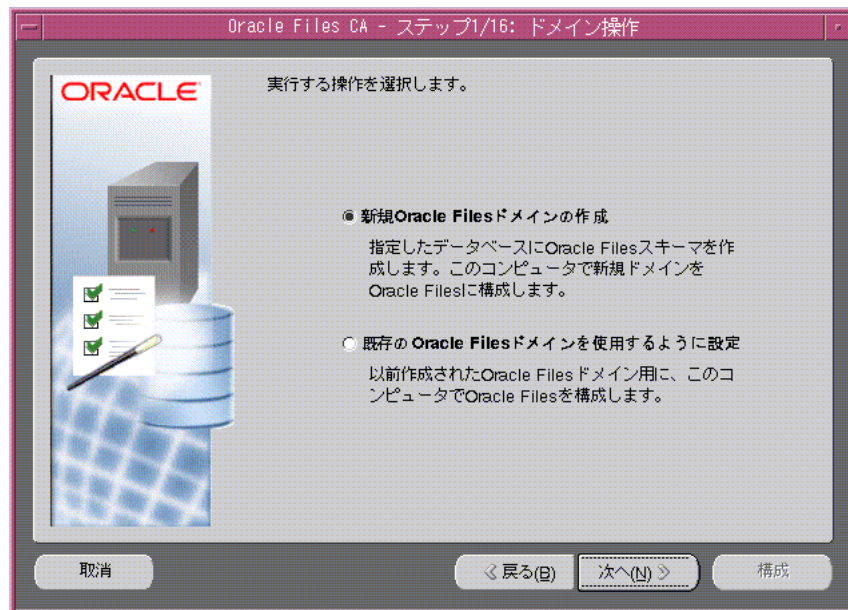 Oracle Files CA - ステップ1/16: ドメイン操作
ORACLE
実行する操作を選択します。
新規Oracle Filesドメインの作成
指定したデータベースにOracle Filesスキーマを作
成します。このコンピュータで新規ドメインを
Oracle Filesに構成します。
既存の Oracle Filesドメインを使用するように設定
以前作成されたOracle Filesドメイン用に、このコ
ンピュータでOracle Filesを構成します。
取消
戻る(B)
次へ(N)
構成